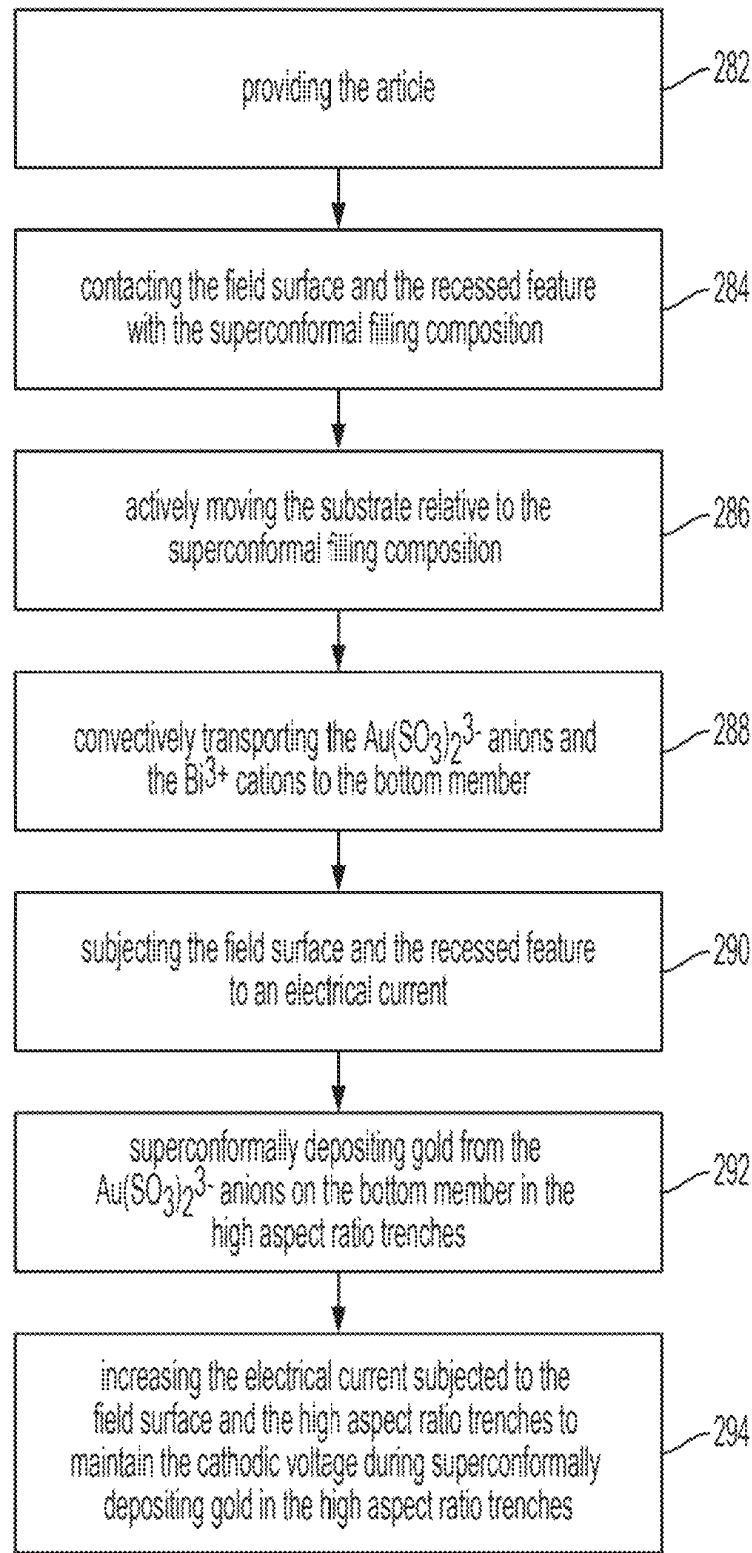 providing the article
282
contacting the field surface and the recessed feature
with the superconformal filling composition
284
actively moving the substrate relative to the
superconformal filling composition
286
convectively transporting the Au(SO3)2^3- anions and
the Bi^3+ cations to the bottom member
288
subjecting the field surface and the recessed feature
to an electrical current
290
superconformally depositing gold from the
Au(SO3)2^3- anions on the bottom member in the
high aspect ratio trenches
292
increasing the electrical current subjected to the
field surface and the high aspect ratio trenches to
maintain the cathodic voltage during superconformally
depositing gold in the high aspect ratio trenches
294